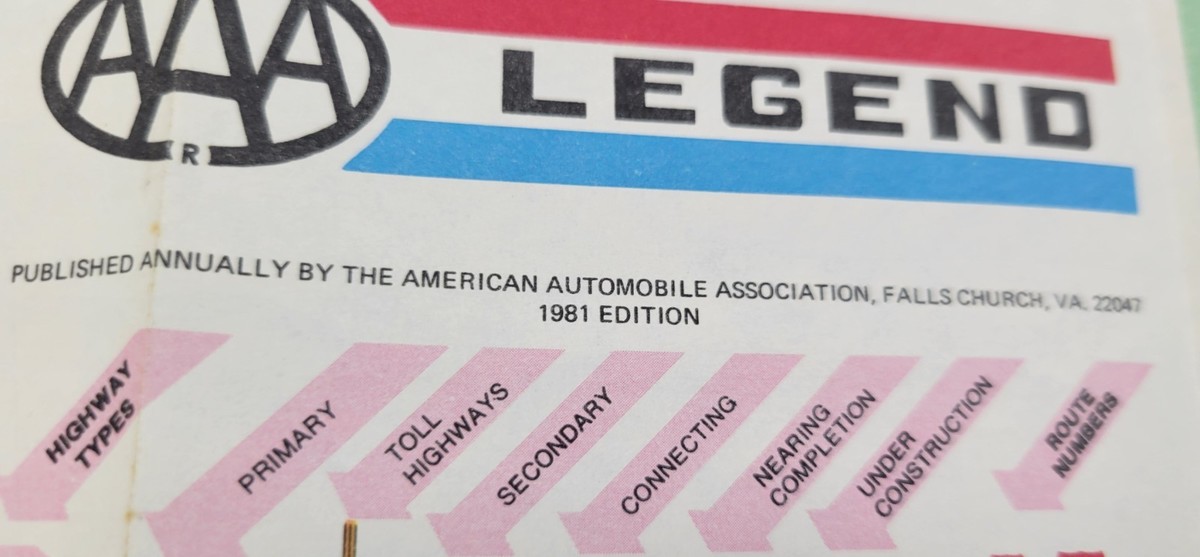 AAA
R
LEGEND
PUBLISHED ANNUALLY BY THE AMERICAN AUTOMOBILE ASSOCIATION, FALLS CHURCH, VA. 22047
1981 EDITION
HIGHWAY
TYPES
PRIMARY
TOLL
HIGHWAYS
SECONDARY
CONNECTING
NEARING
COMPLETION
UNDER
CONSTRUCTION
ROUTE
NUMBERS